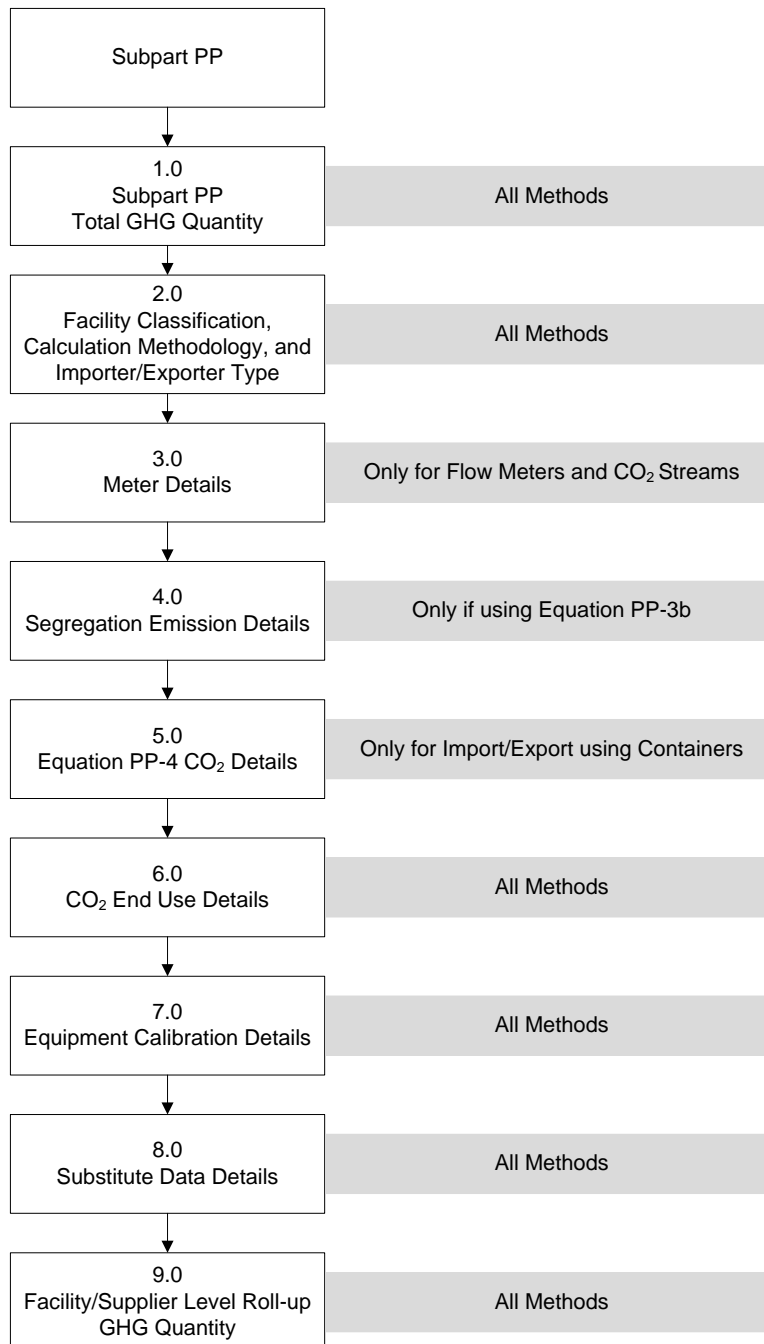 Subpart PP
1.0
Subpart PP
Total GHG Quantity
All Methods
2.0
Facility Classification,
Calculation Methodology, and
Importer/Exporter Type
All Methods
3.0
Meter Details
Only for Flow Meters and CO₂ Streams
4.0
Segregation Emission Details
Only if using Equation PP-3b
5.0
Equation PP-4 CO₂ Details
Only for Import/Export using Containers
6.0
CO₂ End Use Details
All Methods
7.0
Equipment Calibration Details
All Methods
8.0
Substitute Data Details
All Methods
9.0
Facility/Supplier Level Roll-up
GHG Quantity
All Methods